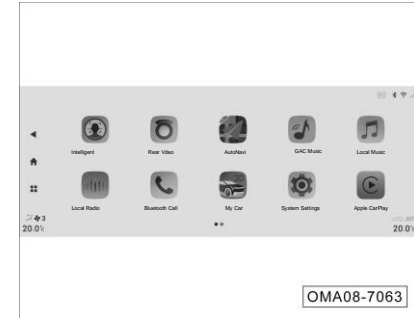 Intelligent
Rear Video
AutoNavi
GAC Music
Local Music
Local Radio
Bluetooth Call
My Car
System Settings
Apple CarPlay
3
20.0
20.0
OMA08-7063